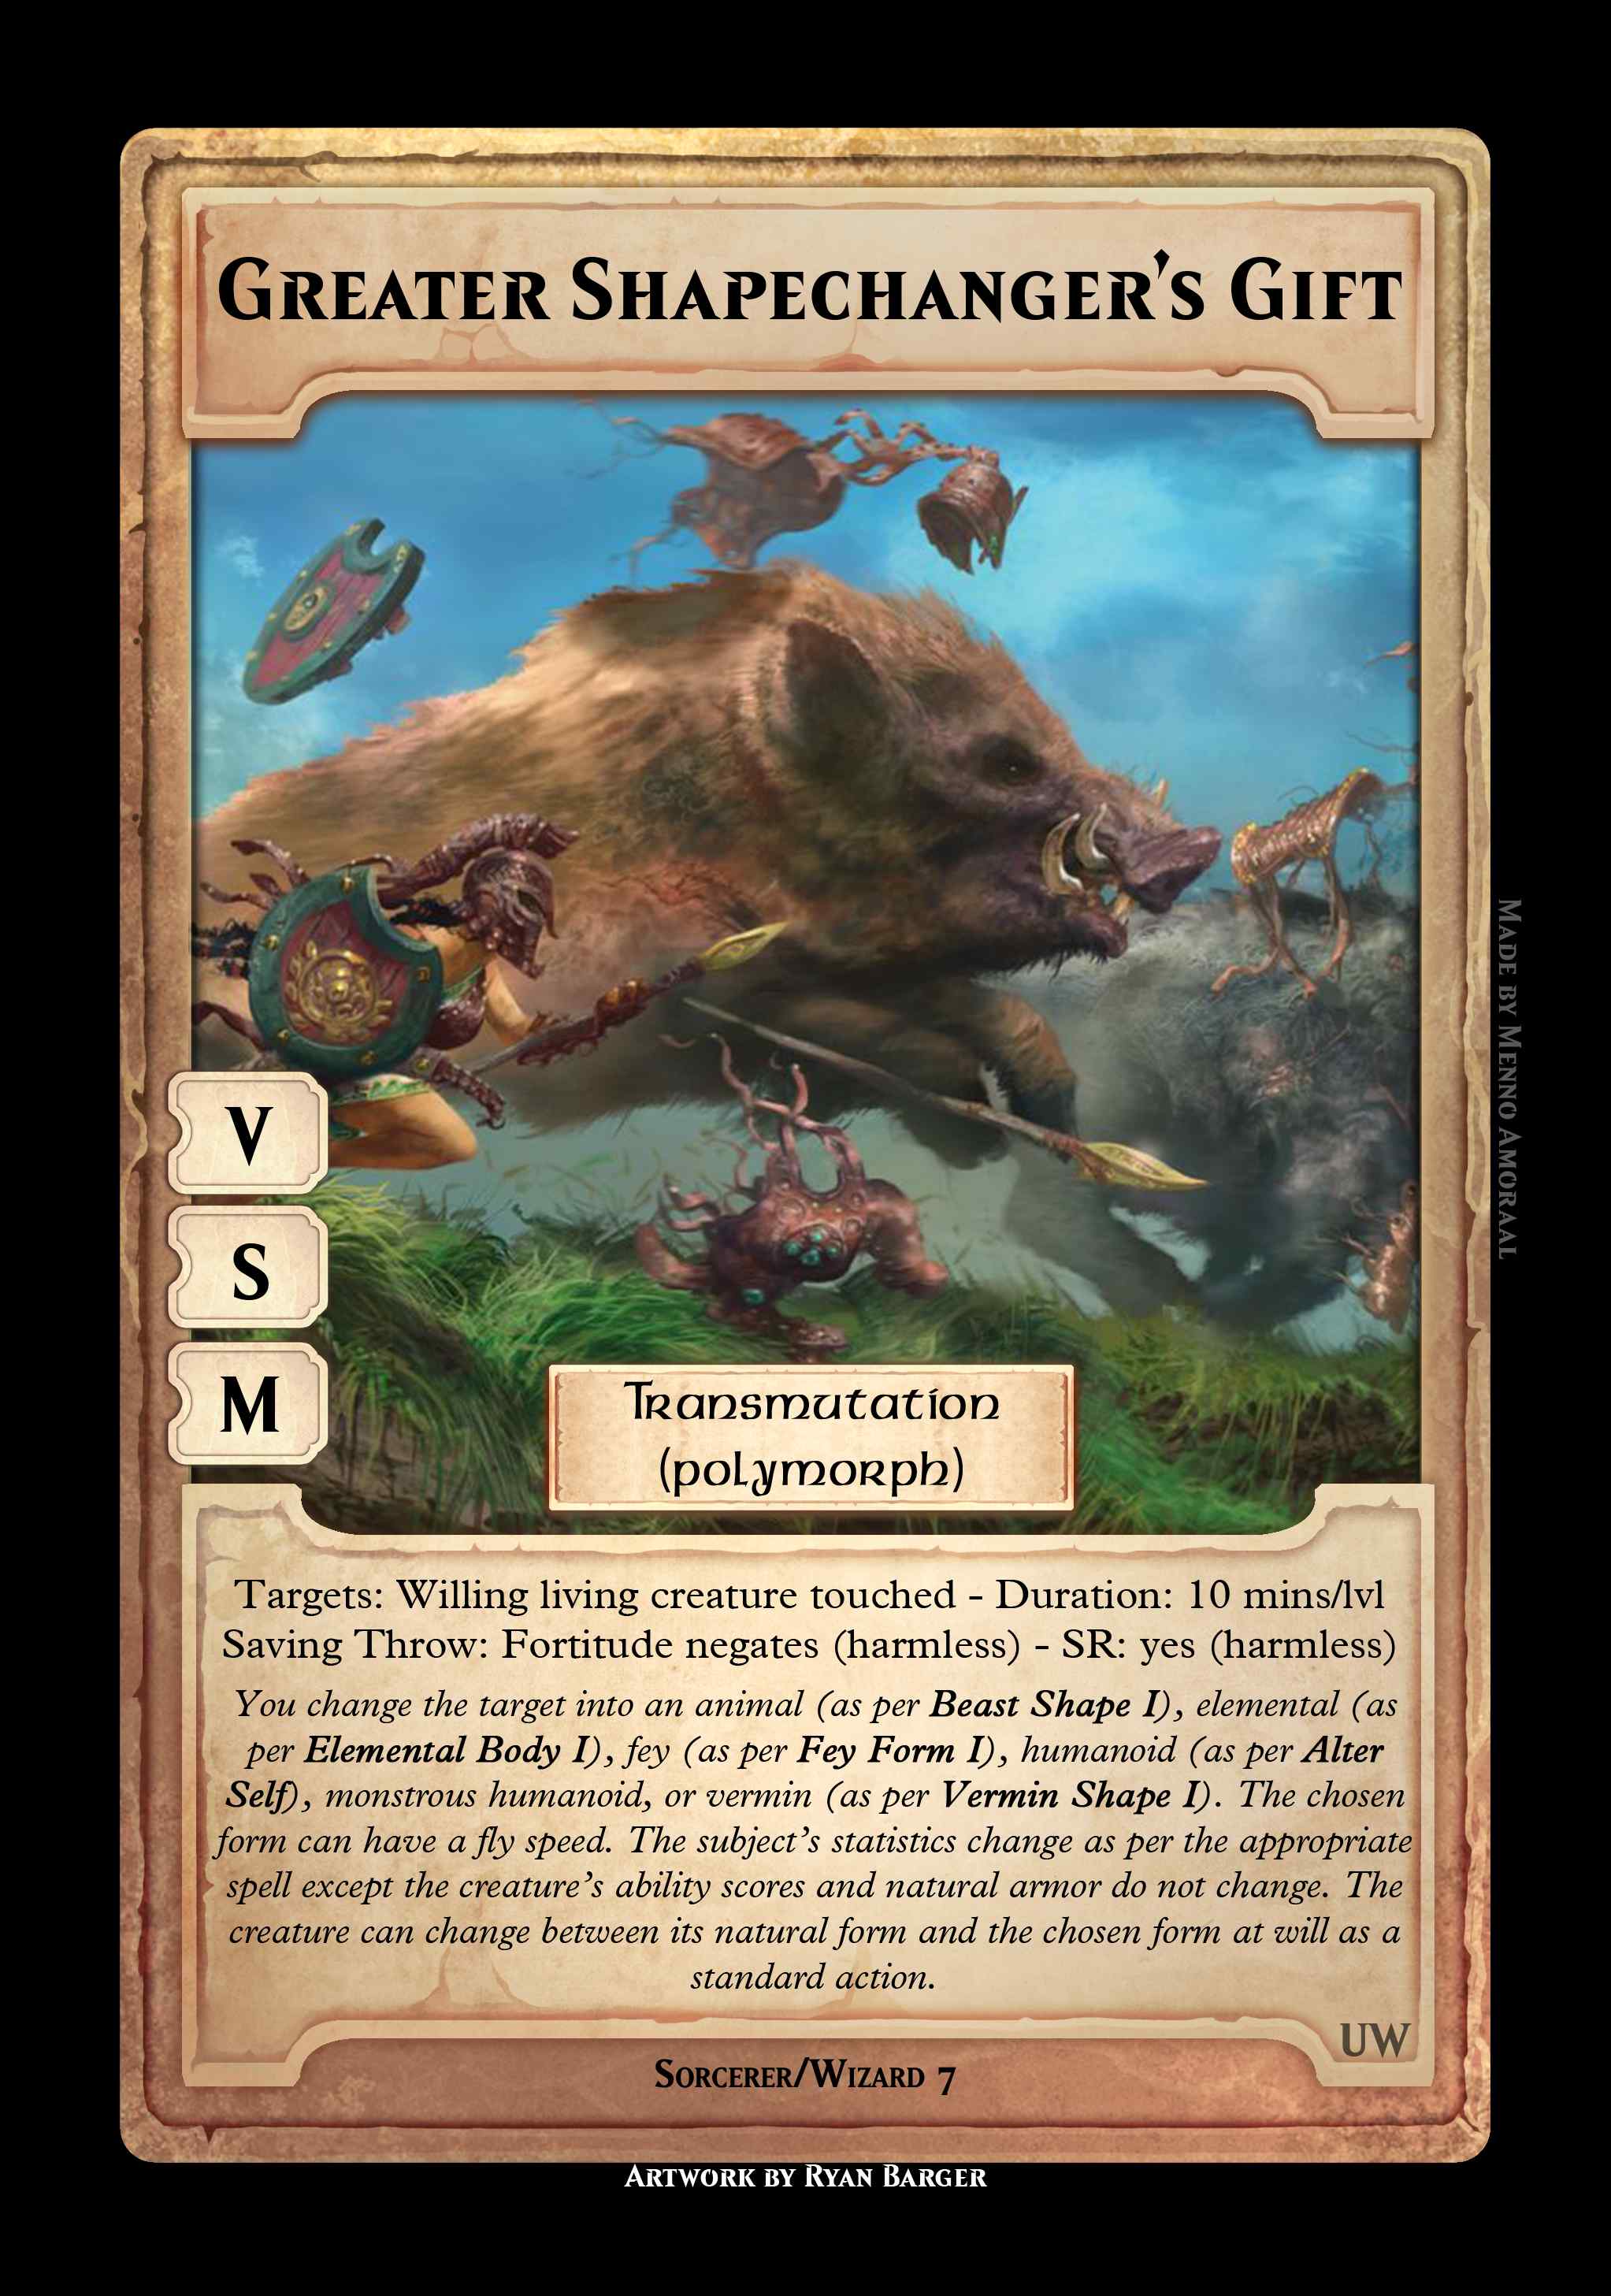 Greater Shapechanger's Gift
V
S
M
Transmutation
(polymorph)
Targets: Willing living creature touched - Duration: 10 mins/lvl
Saving Throw: Fortitude negates (harmless) - SR: yes (harmless)
You change the target into an animal (as per Beast Shape I), elemental (as
per Elemental Body I), fey (as per Fey Form I), humanoid (as per Alter
Self), monstrous humanoid, or vermin (as per Vermin Shape I). The chosen
form can have a fly speed. The subject's statistics change as per the appropriate
spell except the creature's ability scores and natural armor do not change. The
creature can change between its natural form and the chosen form at will as a
standard action.
UW
Sorcerer/Wizard 7
Artwork by Ryan Barger
Made by Menno Amoraal